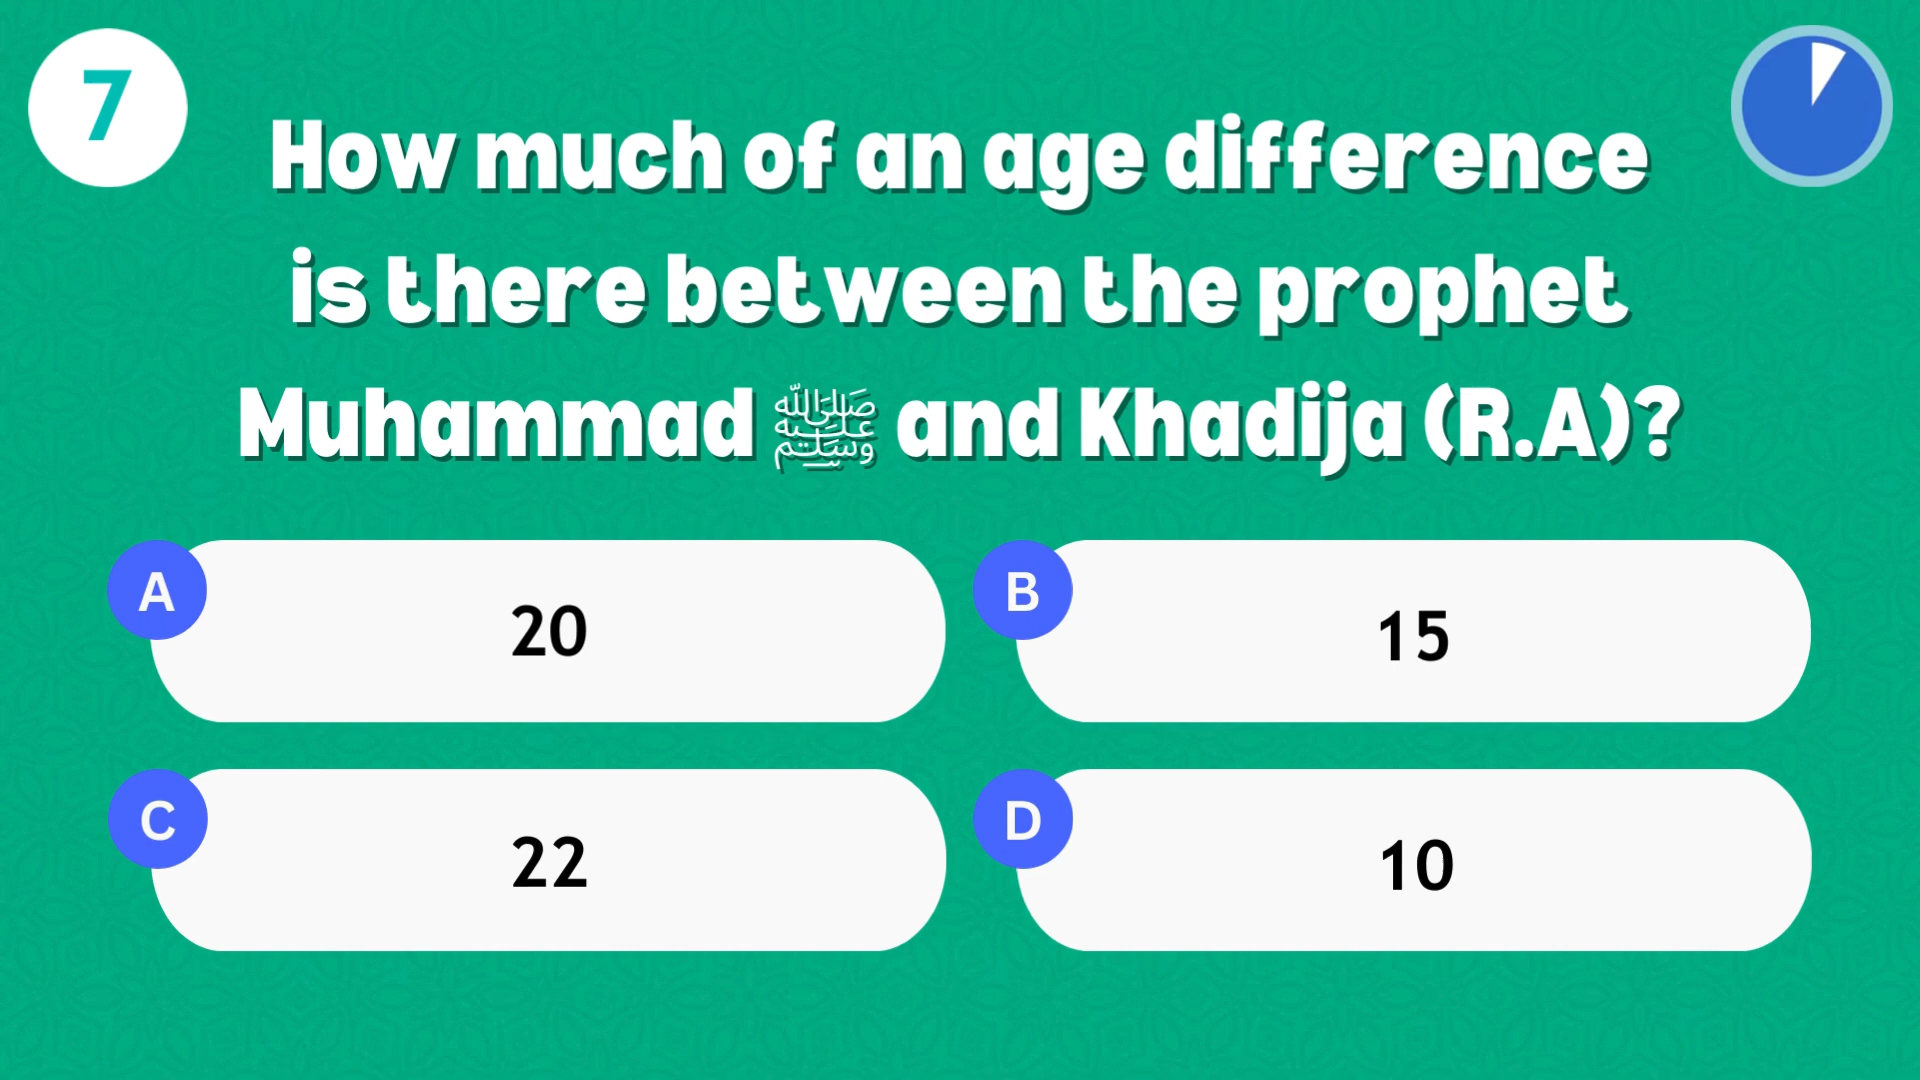 7
How much of an age difference
is there between the prophet
Muhammad ﷺ and Khadija (R.A)?
A
20
B
15
C
22
D
10